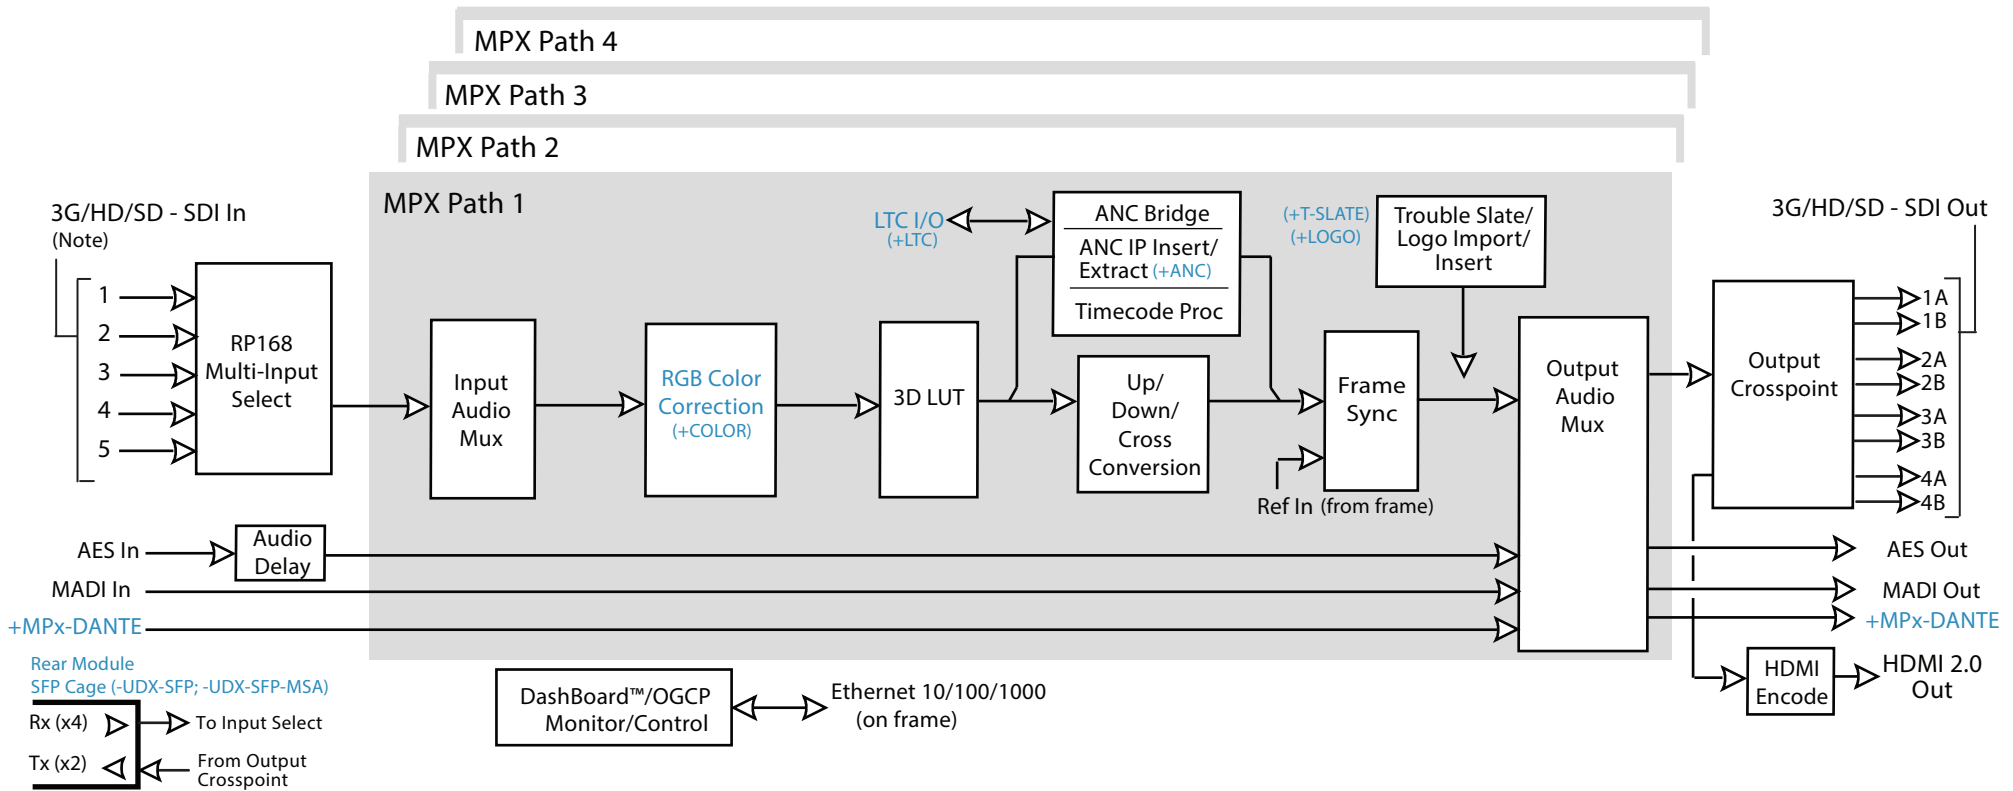 MPX Path 4
MPX Path 3
MPX Path 2
MPX Path 1
3G/HD/SD - SDI In
(Note)
1
2
3
4
5
RP168
Multi-Input
Select
Input
Audio
Mux
RGB Color
Correction
(+COLOR)
3D LUT
LTC I/O
(+LTC)
ANC Bridge
ANC IP Insert/
Extract (+ANC)
Timecode Proc
Up/
Down/
Cross
Conversion
(+T-SLATE)
(+LOGO)
Trouble Slate/
Logo Import/
Insert
Frame
Sync
Ref In (from frame)
Output
Audio
Mux
3G/HD/SD - SDI Out
Output
Crosspoint
1A
1B
2A
2B
3A
3B
4A
4B
AES In
Audio
Delay
MADI In
+MPx-DANTE
AES Out
MADI Out
+MPx-DANTE
HDMI
Encode
HDMI 2.0
Out
Rear Module
SFP Cage (-UDX-SFP; -UDX-SFP-MSA)
Rx (x4)
To Input Select
Tx (x2)
From Output
Crosspoint
DashBoard™/OGCP
Monitor/Control
Ethernet 10/100/1000
(on frame)